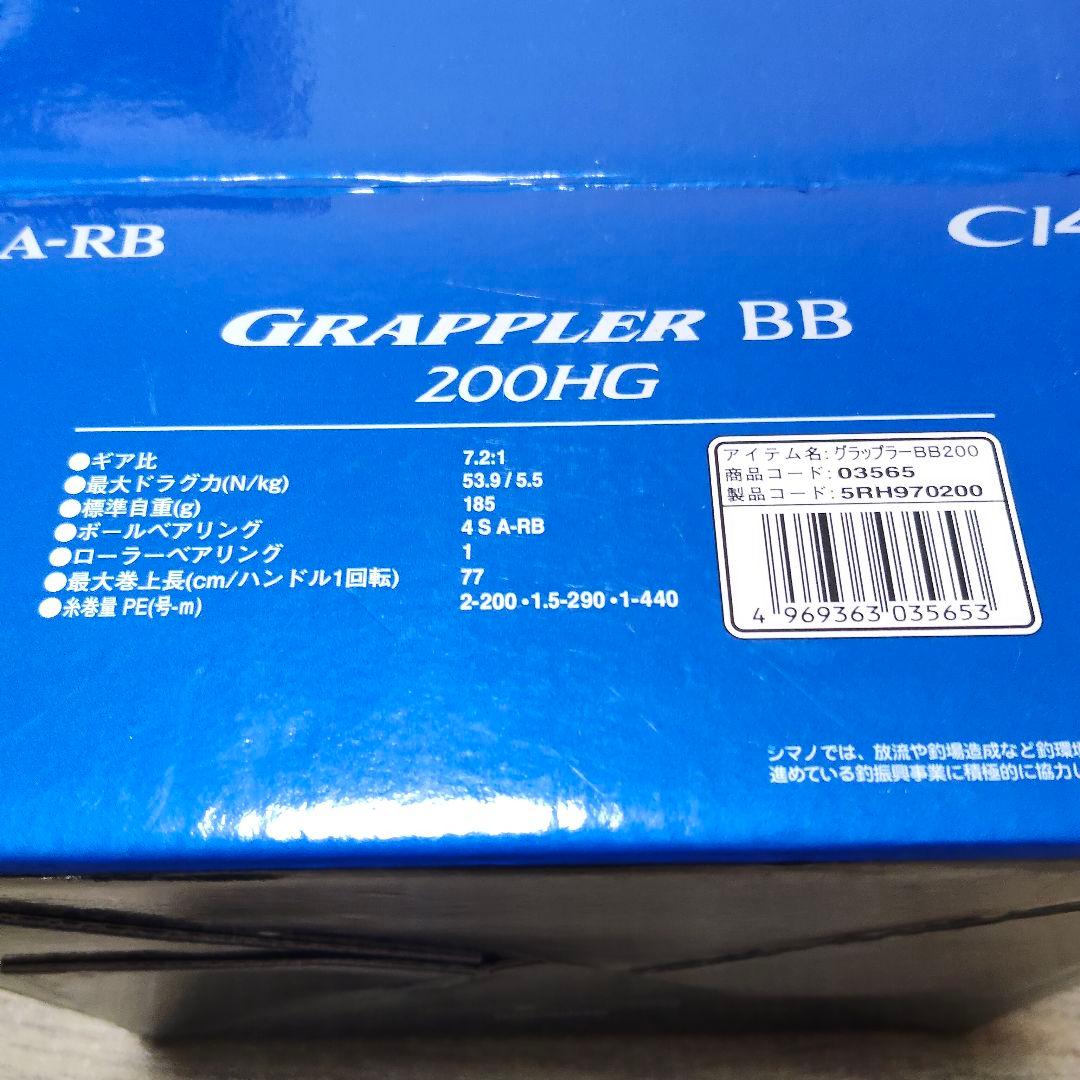 A-RB
CI4
GRAPPLER BB
200HG
●ギア比 7.2:1
●最大ドラグ力(N/kg) 53.9/5.5
●標準自重(g) 185
●ボールベアリング 4 S A-RB
●ローラーベアリング 1
●最大巻上長(cm/ハンドル1回転) 77
●糸巻量 PE(号-m) 2-200・1.5-290・1-440
アイテム名:グラップラーBB200
商品コード:03565
製品コード:5RH970200
4 969363 035653
シマノでは、放流や釣場造成など釣環境
進めている釣振興事業に積極的に協力し